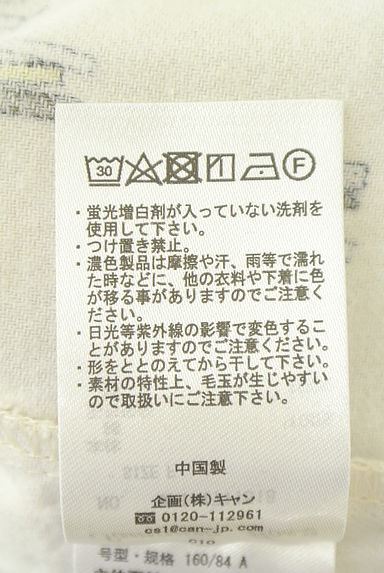 30
F
・蛍光増白剤が入っていない洗剤を
使用して下さい。
・つけ置き禁止。
・濃色製品は摩擦や汗、雨等で濡れ
た時などに、他の衣料や下着に色
が移る事がありますのでご注意く
ださい。
・日光等紫外線の影響で変色するこ
とがありますのでご注意ください。
・形をととのえてから干して下さい。
・素材の特性上、毛玉が生じやすい
ので取扱いにご注意ください。
中国製
企画(株)キャン
0120-112961
cs1@can-jp.com
号型・规格 160/84 A